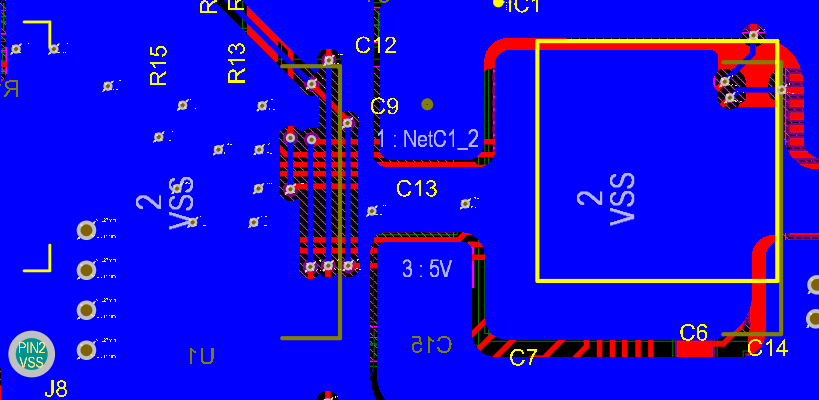 IC1
C12
R15
R13
C9
1 : NetC1_2
C13
2
VSS
2
VSS
3 : 5V
C15
C6
C14
C7
U1
PIN2
VSS
J8